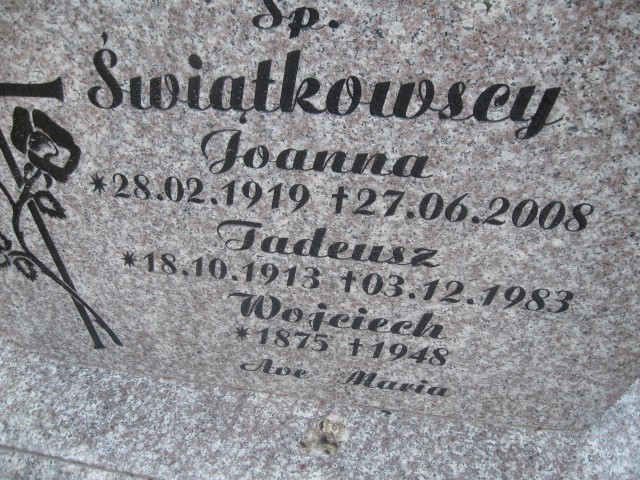 Śp.
Świątkowscy
Joanna
*28.02.1919 †27.06.2008
Tadeusz
*18.10.1913 †03.12.1983
Wojciech
*1875 †1948
Ave Maria